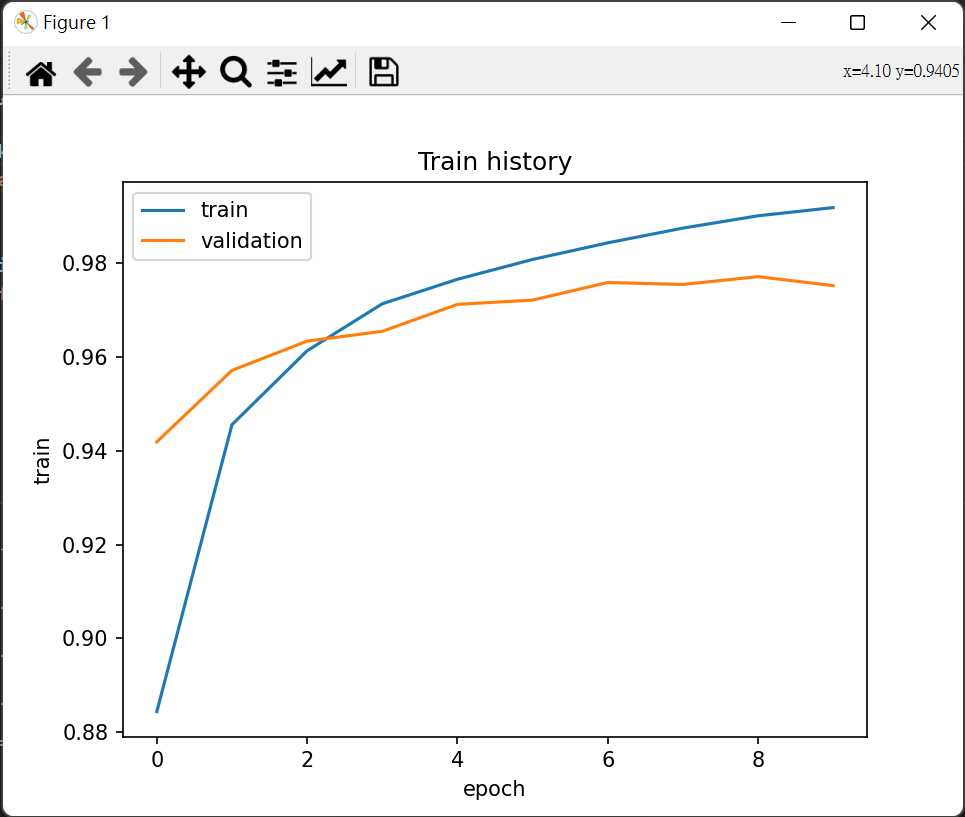 Figure 1
x=4.10 y=0.9405
Train history
train
validation
0.98
0.96
0.94
0.92
0.90
0.88
train
0 2 4 6 8
epoch